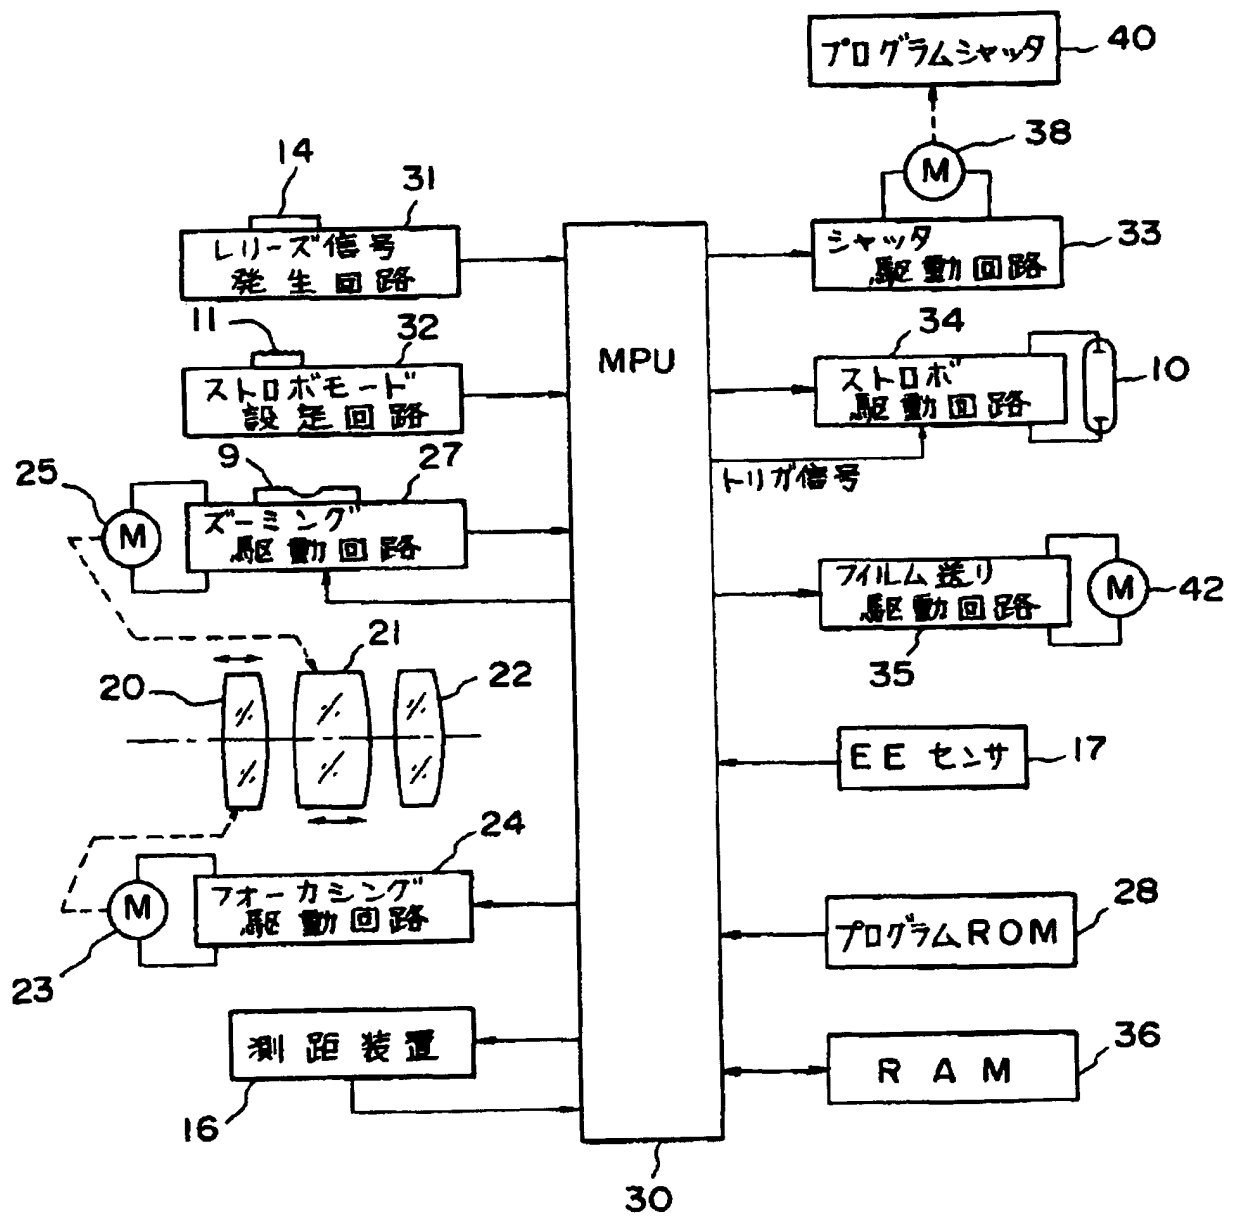 プログラムシャッタ
40
38
M
14
31
レリーズ信号
発生回路
シャッタ
駆動回路
33
11
32
ストロボモード
設定回路
MPU
34
ストロボ
駆動回路
10
トリガ信号
25
9
27
M
ズーミング
駆動回路
フィルム送り
駆動回路
M
42
35
21
20
22
EEセンサ
17
24
M
フォーカシング
駆動回路
23
28
プログラムROM
測距装置
16
36
RAM
30